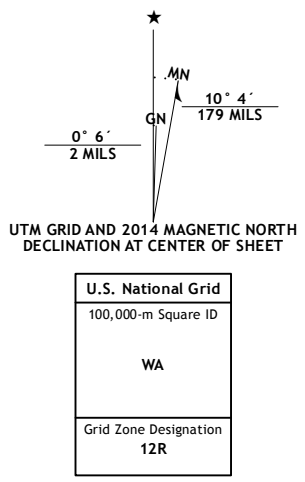 ★
MN
GN
10° 4´
179 MILS
0° 6´
2 MILS
UTM GRID AND 2014 MAGNETIC NORTH
DECLINATION AT CENTER OF SHEET
U.S. National Grid
100,000-m Square ID
WA
Grid Zone Designation
12R